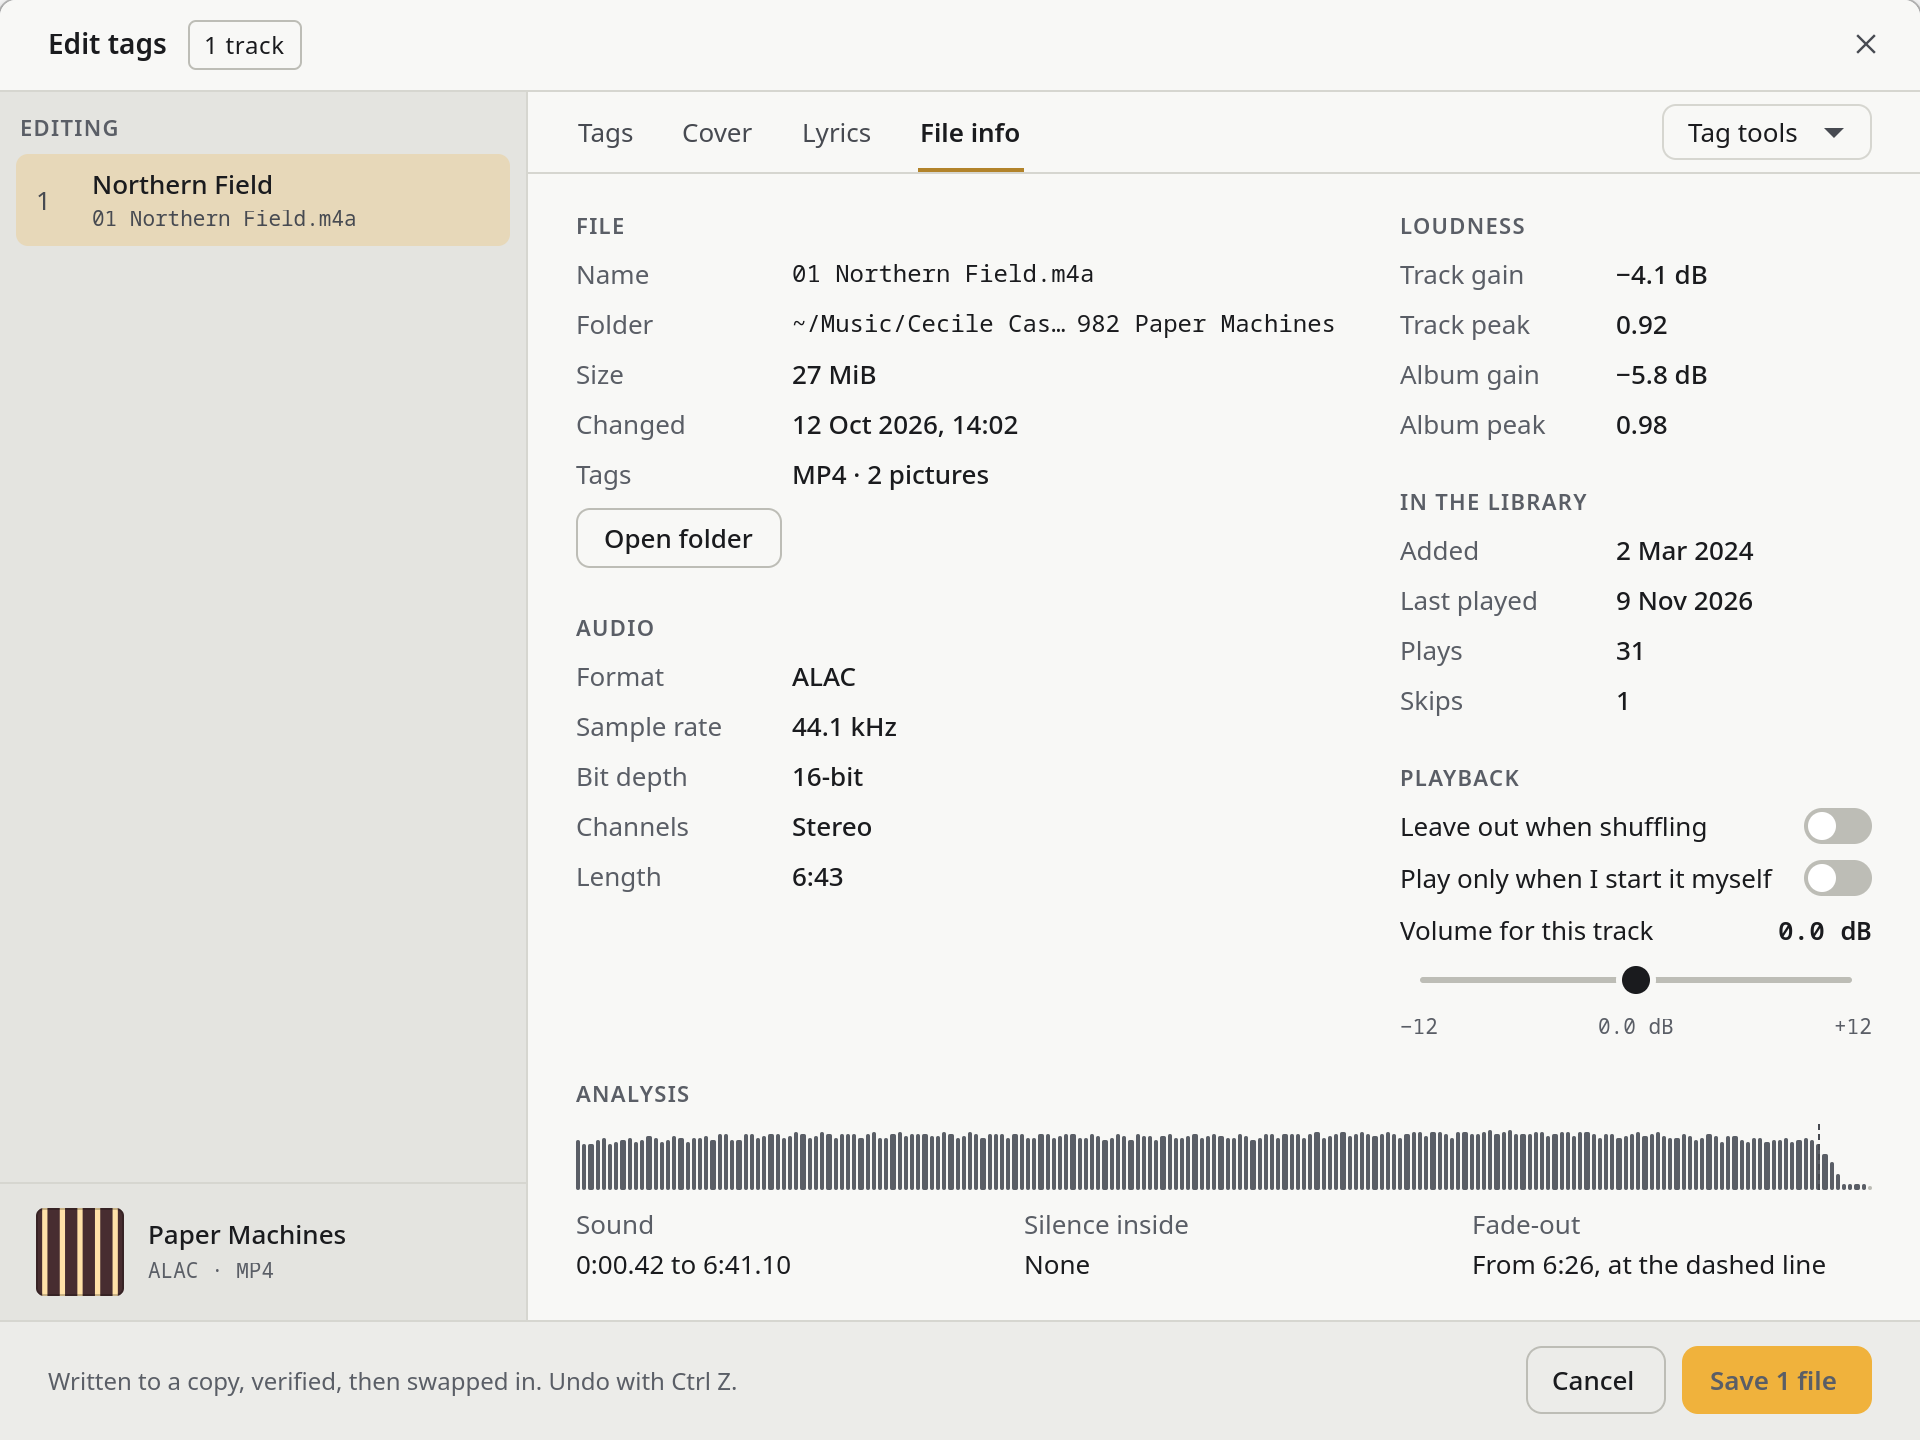 Edit tags 1 track
EDITING
1
Northern Field
01 Northern Field.m4a
Paper Machines
ALAC · MP4
Tags Cover Lyrics File info Tag tools
FILE
Name 01 Northern Field.m4a
Folder ~/Music/Cecile Cas… 982 Paper Machines
Size 27 MiB
Changed 12 Oct 2026, 14:02
Tags MP4 · 2 pictures
Open folder
AUDIO
Format ALAC
Sample rate 44.1 kHz
Bit depth 16-bit
Channels Stereo
Length 6:43
LOUDNESS
Track gain −4.1 dB
Track peak 0.92
Album gain −5.8 dB
Album peak 0.98
IN THE LIBRARY
Added 2 Mar 2024
Last played 9 Nov 2026
Plays 31
Skips 1
PLAYBACK
Leave out when shuffling
Play only when I start it myself
Volume for this track 0.0 dB
−12 0.0 dB +12
ANALYSIS
Sound Silence inside Fade-out
0:00.42 to 6:41.10 None From 6:26, at the dashed line
Written to a copy, verified, then swapped in. Undo with Ctrl Z.
Cancel Save 1 file